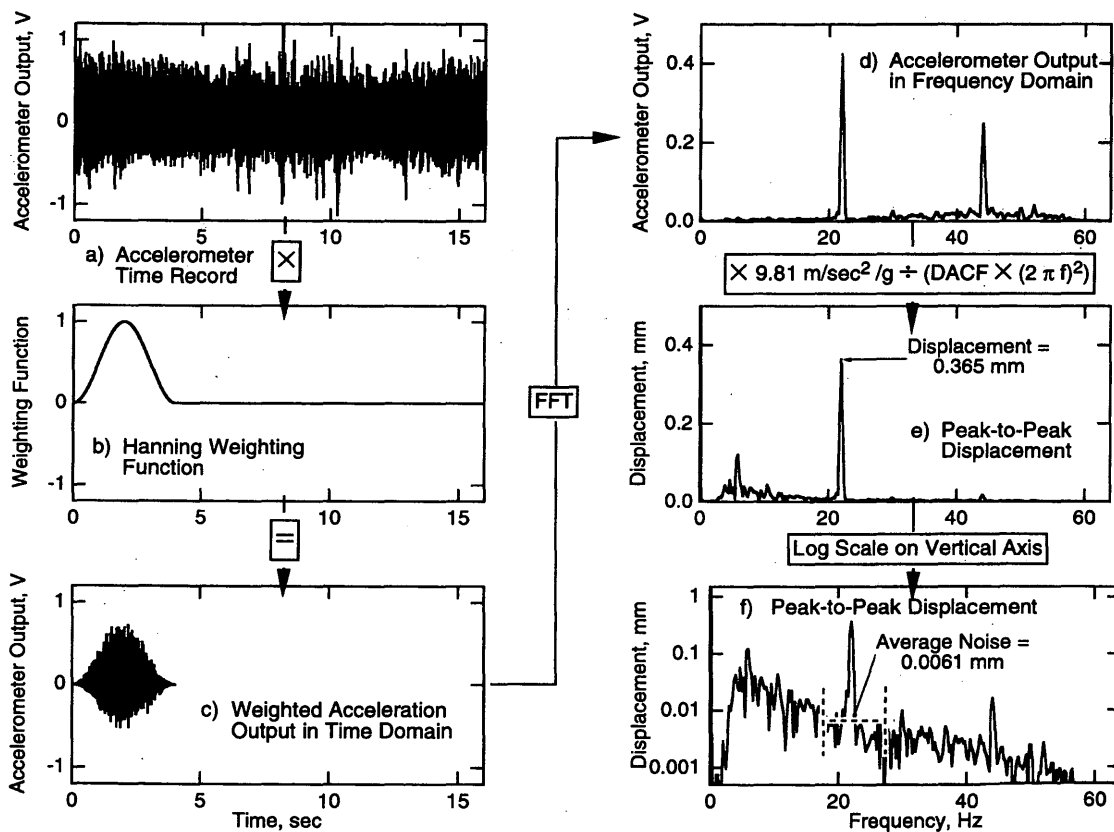 Accelerometer Output, V
1
0
-1
0
5
10
15
a) Accelerometer
Time Record
×
Weighting Function
1
0
-1
b) Hanning Weighting
Function
0
5
10
15
=
Accelerometer Output, V
1
0
-1
c) Weighted Acceleration
Output in Time Domain
0
5
10
15
Time, sec
FFT
Accelerometer Output, V
0.4
0.2
0.0
d) Accelerometer Output
in Frequency Domain
0
20
40
60
× 9.81 m/sec² /g ÷ (DACF × (2 π f)²)
Displacement, mm
0.4
0.2
0.0
Displacement =
0.365 mm
e) Peak-to-Peak
Displacement
0
20
40
60
Log Scale on Vertical Axis
Displacement, mm
1
0.1
0.01
0.001
f) Peak-to-Peak Displacement
Average Noise =
0.0061 mm
0
20
40
60
Frequency, Hz